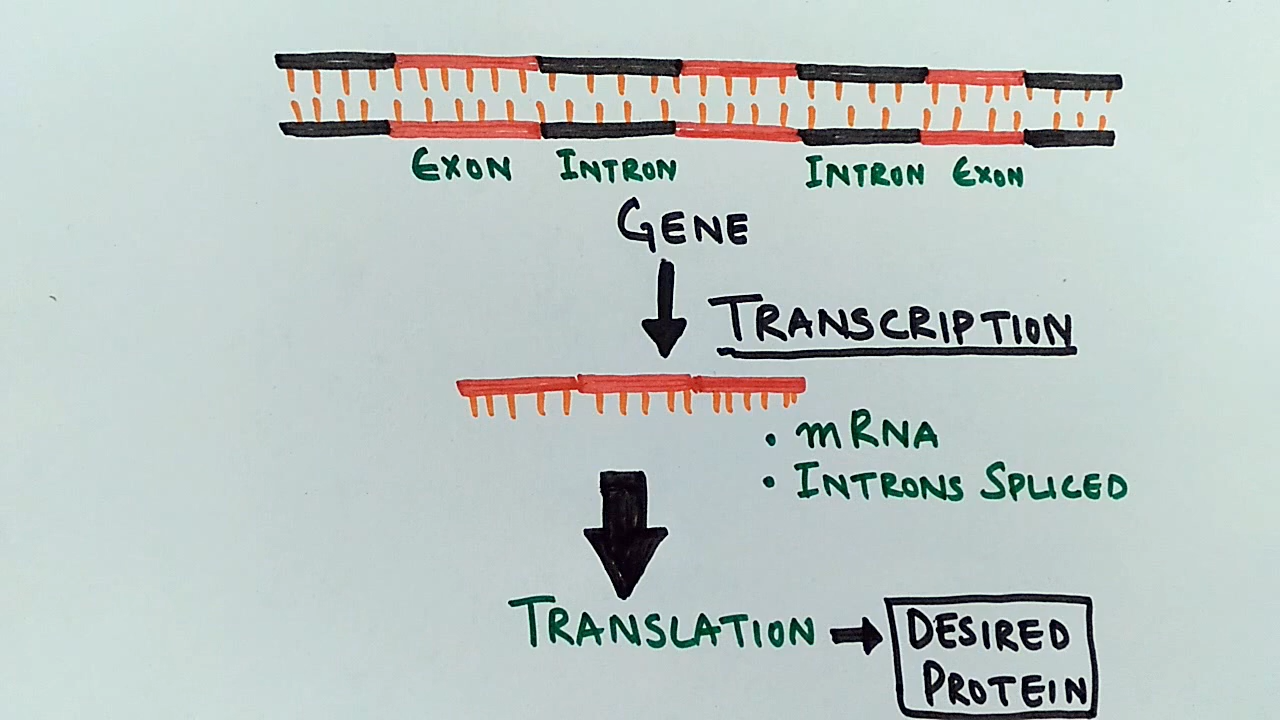 EXON INTRON INTRON EXON
GENE
TRANSCRIPTION
• mRNA
• INTRONS SPLICED
TRANSLATION
DESIRED
PROTEIN